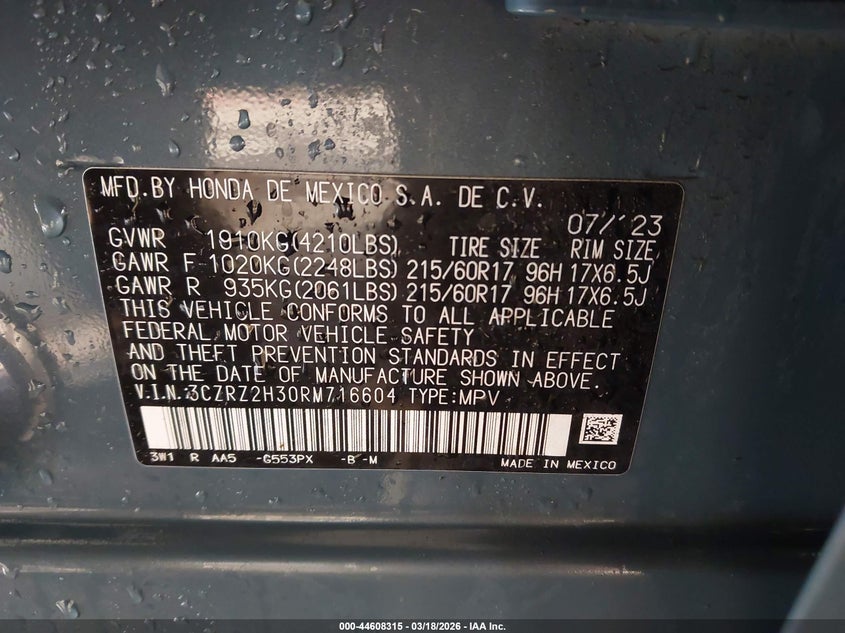 MFD.BY HONDA DE MEXICO S.A. DE C.V.
07/'23
GVWR 1910KG(4210LBS) TIRE SIZE RIM SIZE
GAWR F 1020KG(2248LBS) 215/60R17 96H 17X6.5J
GAWR R 935KG(2061LBS) 215/60R17 96H 17X6.5J
THIS VEHICLE CONFORMS TO ALL APPLICABLE
FEDERAL MOTOR VEHICLE SAFETY
AND THEFT PREVENTION STANDARDS IN EFFECT
ON THE DATE OF MANUFACTURE SHOWN ABOVE.
V.I.N.:3CZRZ2H30RM716604 TYPE:MPV
3W1 R AA5 -G553PX -B -M MADE IN MEXICO
000-44608315 - 03/18/2026 - IAA Inc.